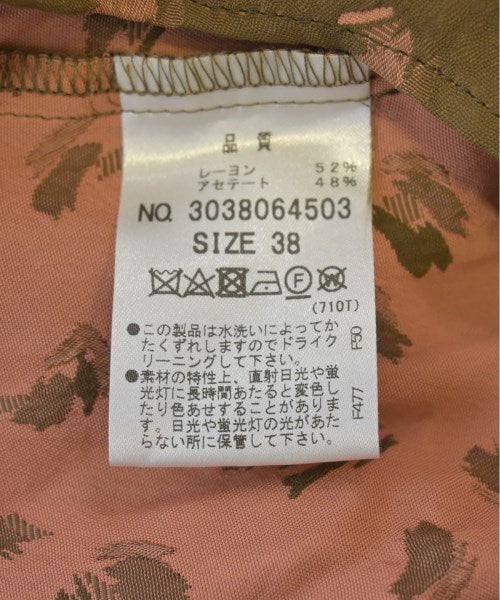 品質
レーヨン 52%
アセテート 48%
NO. 3038064503
SIZE 38
F W
(710T)
●この製品は水洗いによってか
たくずれしますのでドライク
リーニングして下さい。
●素材の特性上、直射日光や蛍
光灯に長時間あたると変色し
たり色あせすることがありま
す。日光や蛍光灯の光があた
らない所に保管して下さい。
F50
F477